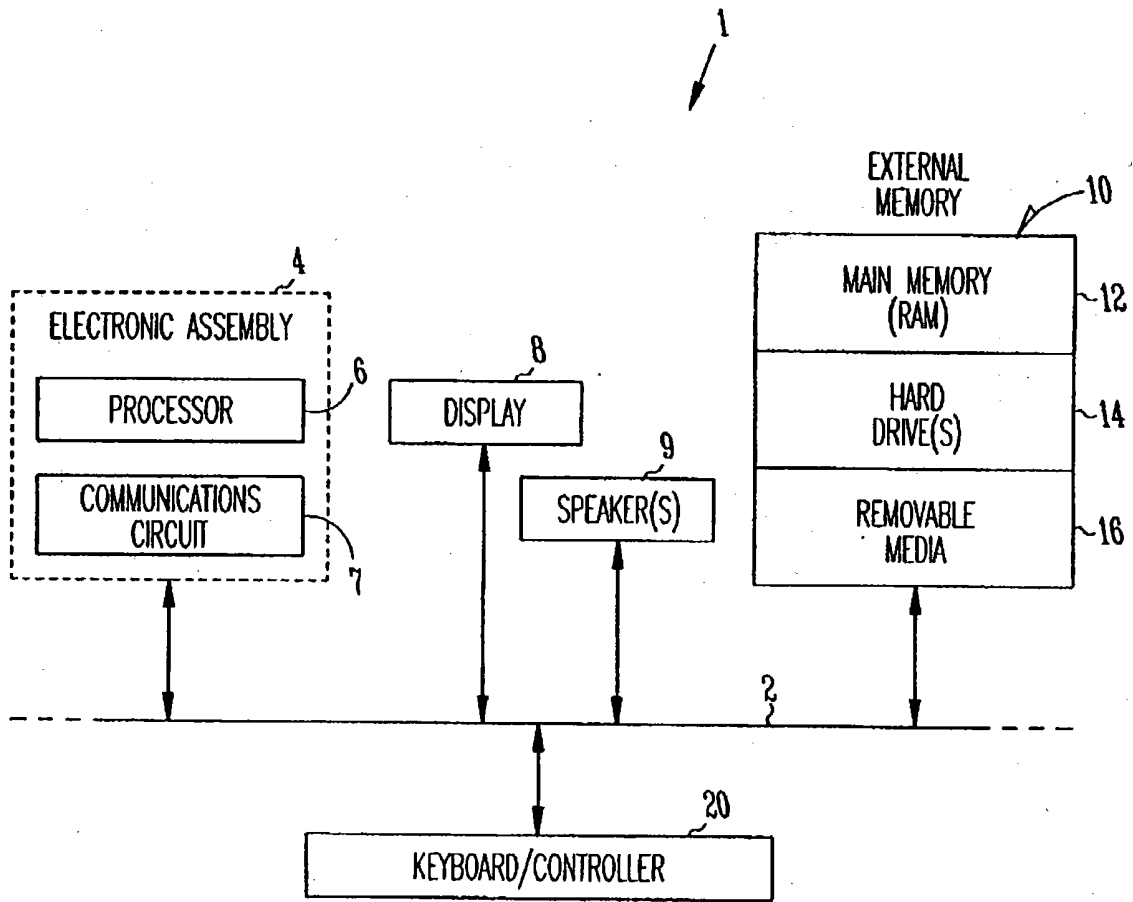 1
EXTERNAL
MEMORY
10
MAIN MEMORY
(RAM)
12
HARD
DRIVE(S)
14
REMOVABLE
MEDIA
16
4
ELECTRONIC ASSEMBLY
PROCESSOR
6
COMMUNICATIONS
CIRCUIT
7
8
DISPLAY
9
SPEAKER(S)
2
20
KEYBOARD/CONTROLLER